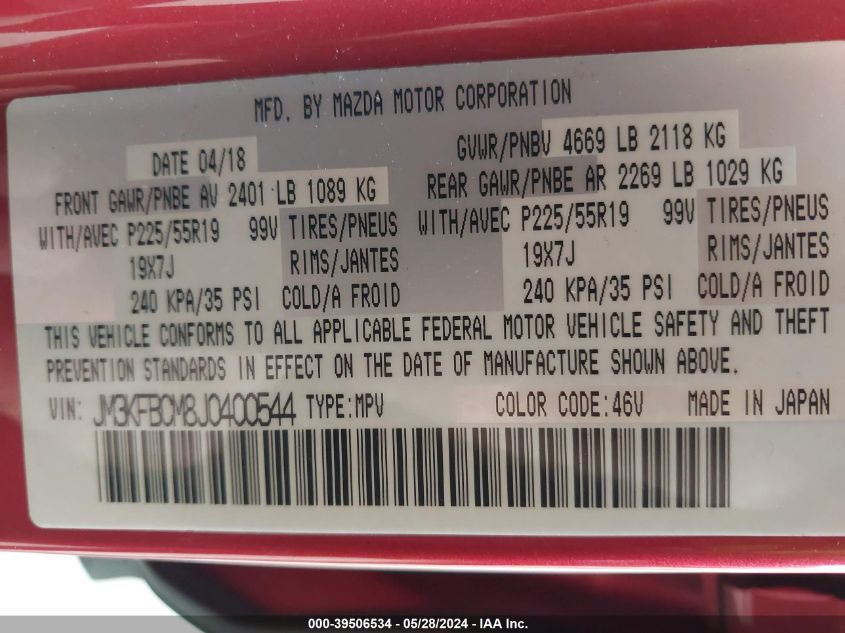 MFD. BY MAZDA MOTOR CORPORATION
DATE 04/18 GVWR/PNBV 4669 LB 2118 KG
FRONT GAWR/PNBE AV 2401 LB 1089 KG REAR GAWR/PNBE AR 2269 LB 1029 KG
WITH/AVEC P225/55R19 99V TIRES/PNEUS WITH/AVEC P225/55R19 99V TIRES/PNEUS
19X7J RIMS/JANTES 19X7J RIMS/JANTES
240 KPA/35 PSI COLD/A FROID 240 KPA/35 PSI COLD/A FROID
THIS VEHICLE CONFORMS TO ALL APPLICABLE FEDERAL MOTOR VEHICLE SAFETY AND THEFT
PREVENTION STANDARDS IN EFFECT ON THE DATE OF MANUFACTURE SHOWN ABOVE.
VIN: JM3KFBCM8J0400544 TYPE:MPV COLOR CODE:46V MADE IN JAPAN
000-39506534 - 05/28/2024 - IAA Inc.